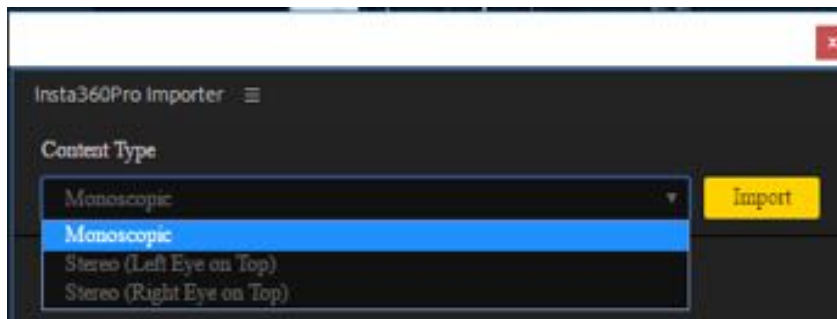 Insta360Pro Importer
Content Type
Monoscopic
Import
Monoscopic
Stereo (Left Eye on Top)
Stereo (Right Eye on Top)